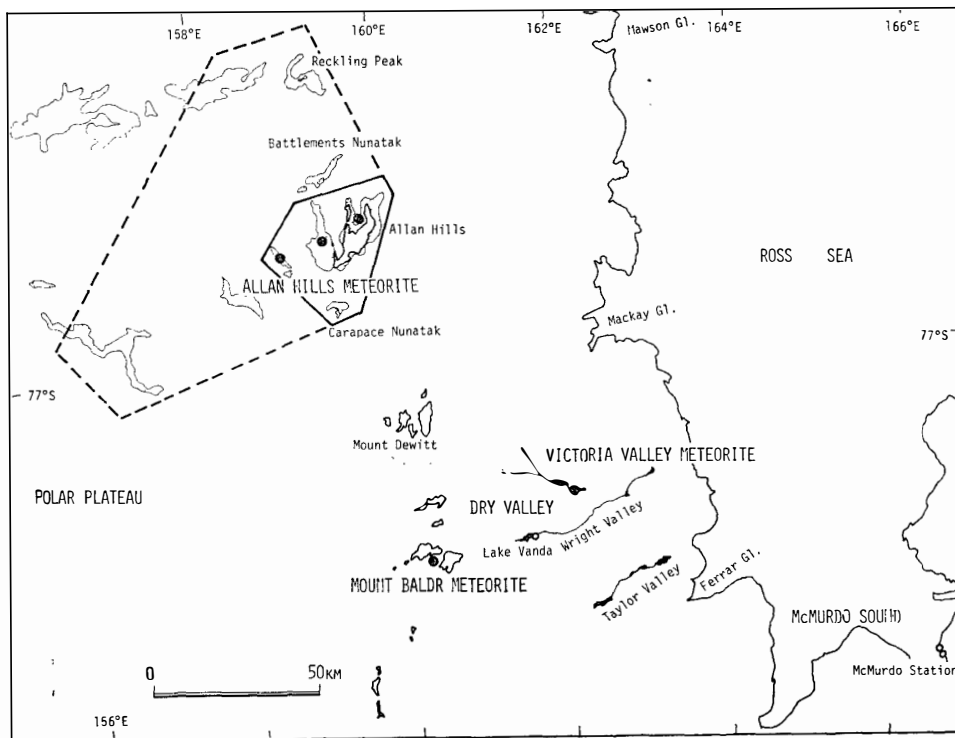 158°E
160°E
162°E
164°E
166°E
Mawson Gl.
Reckling Peak
Battlements Nunatak
Allan Hills
ROSS SEA
ALLAN HILLS METEORITE
Mackay Gl.
Carapace Nunatak
77°S
77°S
Mount Dewitt
VICTORIA VALLEY METEORITE
POLAR PLATEAU
DRY VALLEY
Lake Vanda
Wright Valley
MOUNT BALDR METEORITE
Taylor Valley
Ferrar Gl.
McMURDO SOUND
McMurdo Station
0
50 KM
156°E